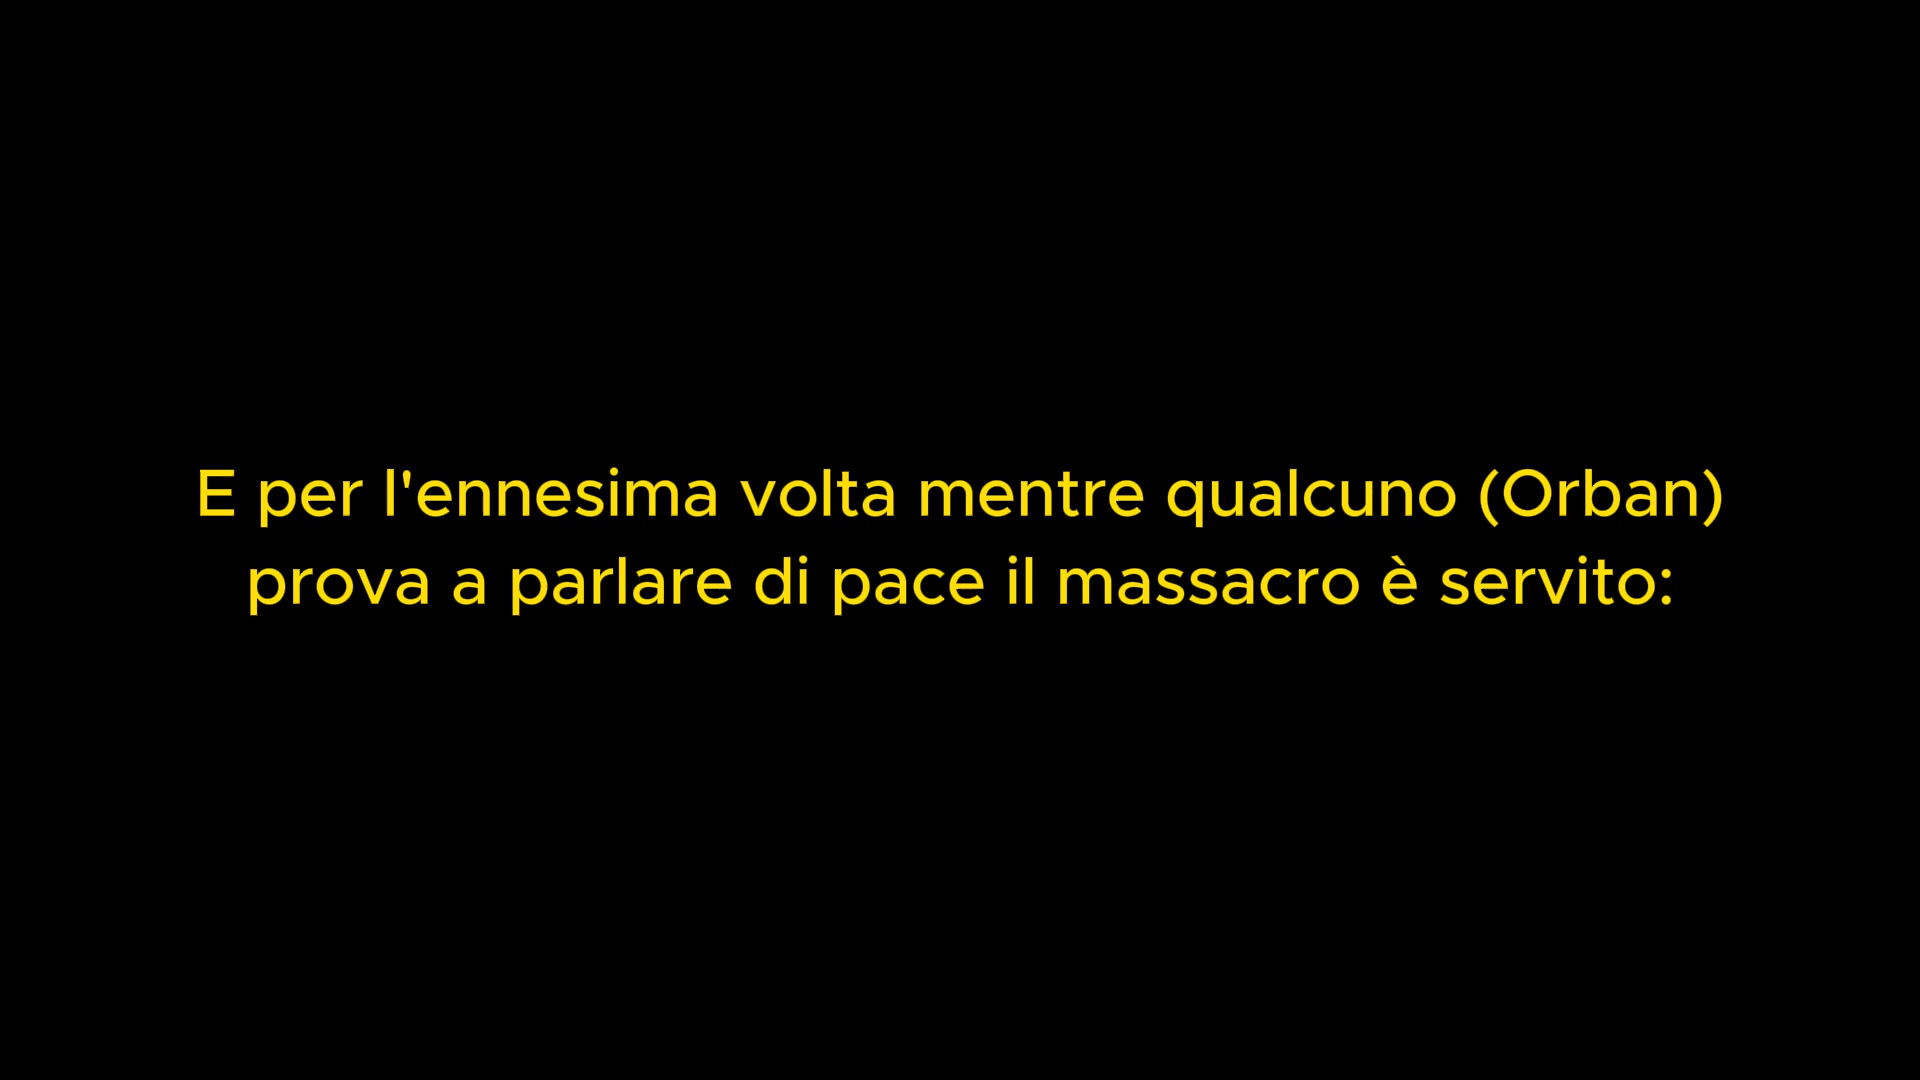 E per l'ennesima volta mentre qualcuno (Orban)
prova a parlare di pace il massacro è servito: